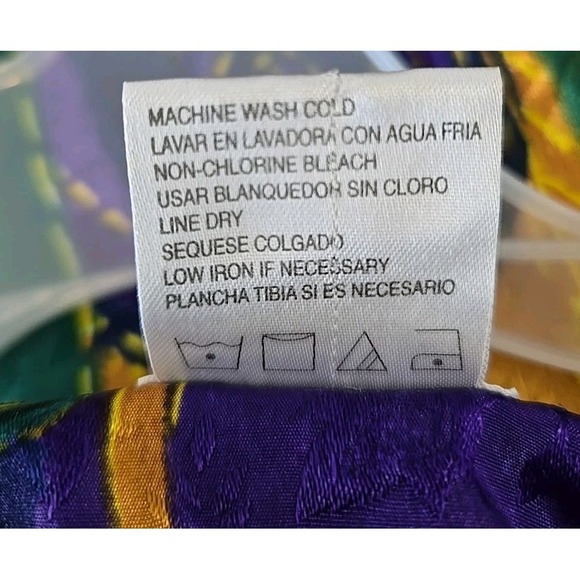 MACHINE WASH COLD
LAVAR EN LAVADORA CON AGUA FRIA
NON-CHLORINE BLEACH
USAR BLANQUEDOR SIN CLORO
LINE DRY
SEQUESE COLGADO
LOW IRON IF NECESSARY
PLANCHA TIBIA SI ES NECESARIO